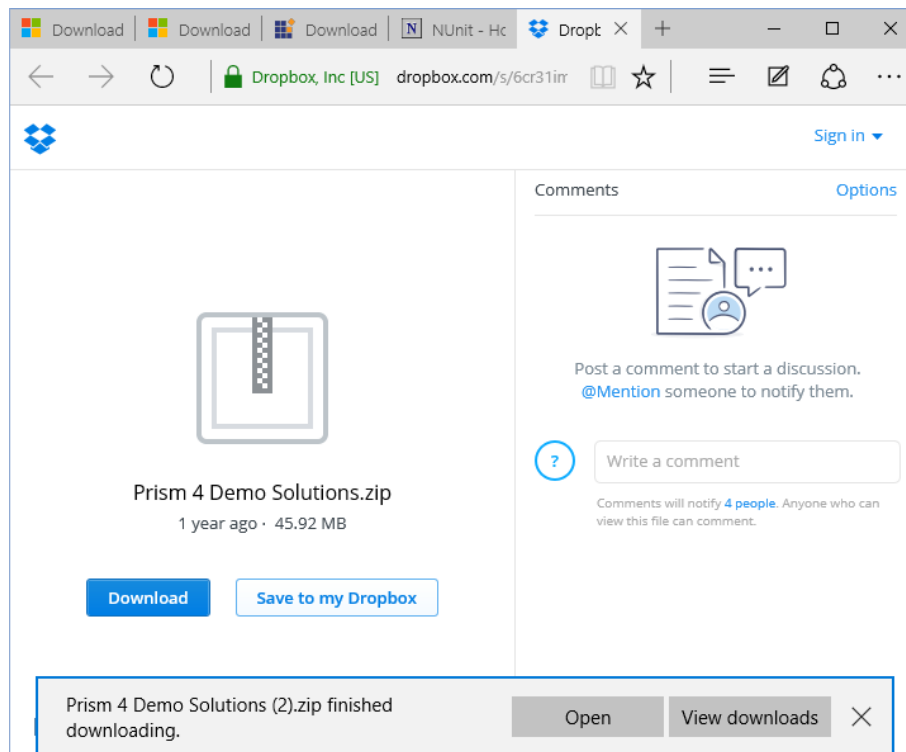 Download
Download
Download
N NUnit - Hc
Dropb
Dropbox, Inc [US] dropbox.com/s/6cr31im
Sign in
Comments Options
Post a comment to start a discussion.
@Mention someone to notify them.
? Write a comment
Comments will notify 4 people. Anyone who can
view this file can comment.
Prism 4 Demo Solutions.zip
1 year ago · 45.92 MB
Download Save to my Dropbox
Prism 4 Demo Solutions (2).zip finished
downloading.
Open View downloads